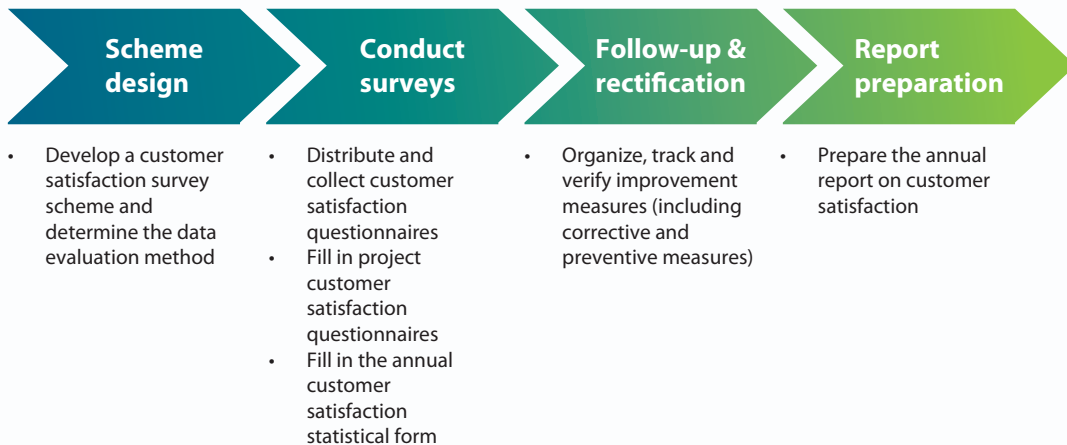 Scheme
design
Conduct
surveys
Follow-up &
rectification
Report
preparation
• Develop a customer
satisfaction survey
scheme and
determine the data
evaluation method
• Distribute and
collect customer
satisfaction
questionnaires
• Fill in project
customer
satisfaction
questionnaires
• Fill in the annual
customer
satisfaction
statistical form
• Organize, track and
verify improvement
measures (including
corrective and
preventive measures)
• Prepare the annual
report on customer
satisfaction